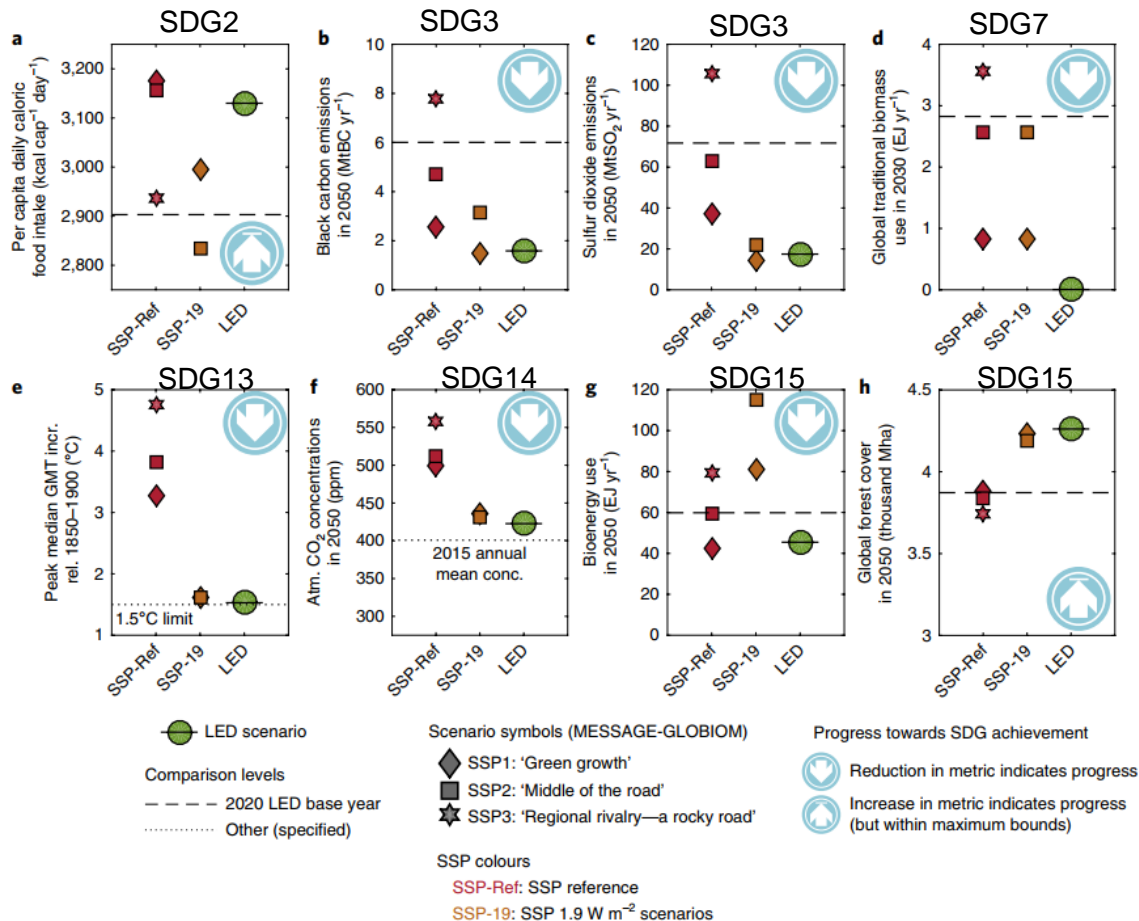 SDG2
SDG3
SDG3
SDG7
a
b
c
d
Per capita daily caloric
food intake (kcal cap⁻¹ day⁻¹)
3,200
3,100
3,000
2,900
2,800
SSP-Ref
SSP-19
LED
Black carbon emissions
in 2050 (MtBC yr⁻¹)
10
8
6
4
2
0
SSP-Ref
SSP-19
LED
Sulfur dioxide emissions
in 2050 (MtSO₂ yr⁻¹)
120
100
80
60
40
20
0
SSP-Ref
SSP-19
LED
Global traditional biomass
use in 2030 (EJ yr⁻¹)
4
3
2
1
0
SSP-Ref
SSP-19
LED
SDG13
SDG14
SDG15
SDG15
e
f
g
h
Peak median GMT incr.
rel. 1850–1900 (°C)
5
4
3
2
1
1.5°C limit
SSP-Ref
SSP-19
LED
Atm. CO₂ concentrations
in 2050 (ppm)
600
550
500
450
400
350
300
2015 annual
mean conc.
SSP-Ref
SSP-19
LED
Bioenergy use
in 2050 (EJ yr⁻¹)
120
100
80
60
40
20
0
SSP-Ref
SSP-19
LED
Global forest cover
in 2050 (thousand Mha)
4.5
4
3.5
3
SSP-Ref
SSP-19
LED
LED scenario
Comparison levels
2020 LED base year
Other (specified)
Scenario symbols (MESSAGE-GLOBIOM)
SSP1: ‘Green growth’
SSP2: ‘Middle of the road’
SSP3: ‘Regional rivalry—a rocky road’
SSP colours
SSP-Ref: SSP reference
SSP-19: SSP 1.9 W m⁻² scenarios
Progress towards SDG achievement
Reduction in metric indicates progress
Increase in metric indicates progress
(but within maximum bounds)